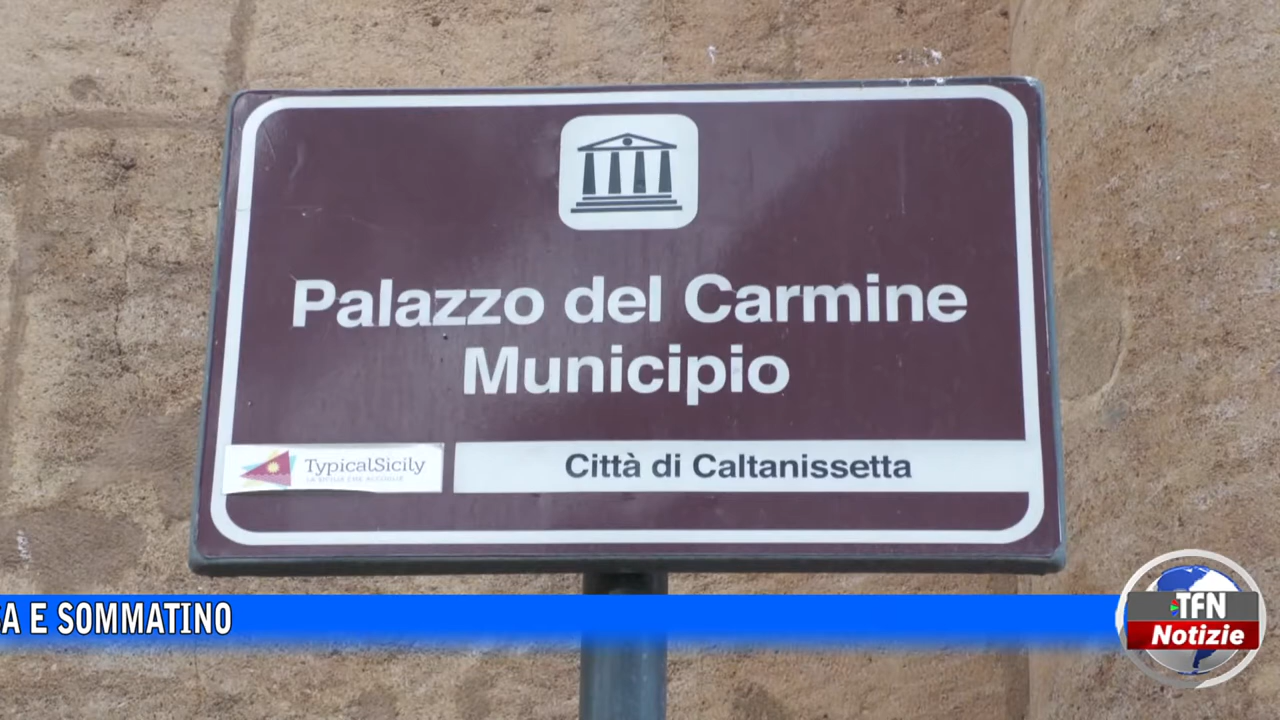 Palazzo del Carmine
Municipio
TypicalSicily
Città di Caltanissetta
E SOMMATINO
TFN
Notizie